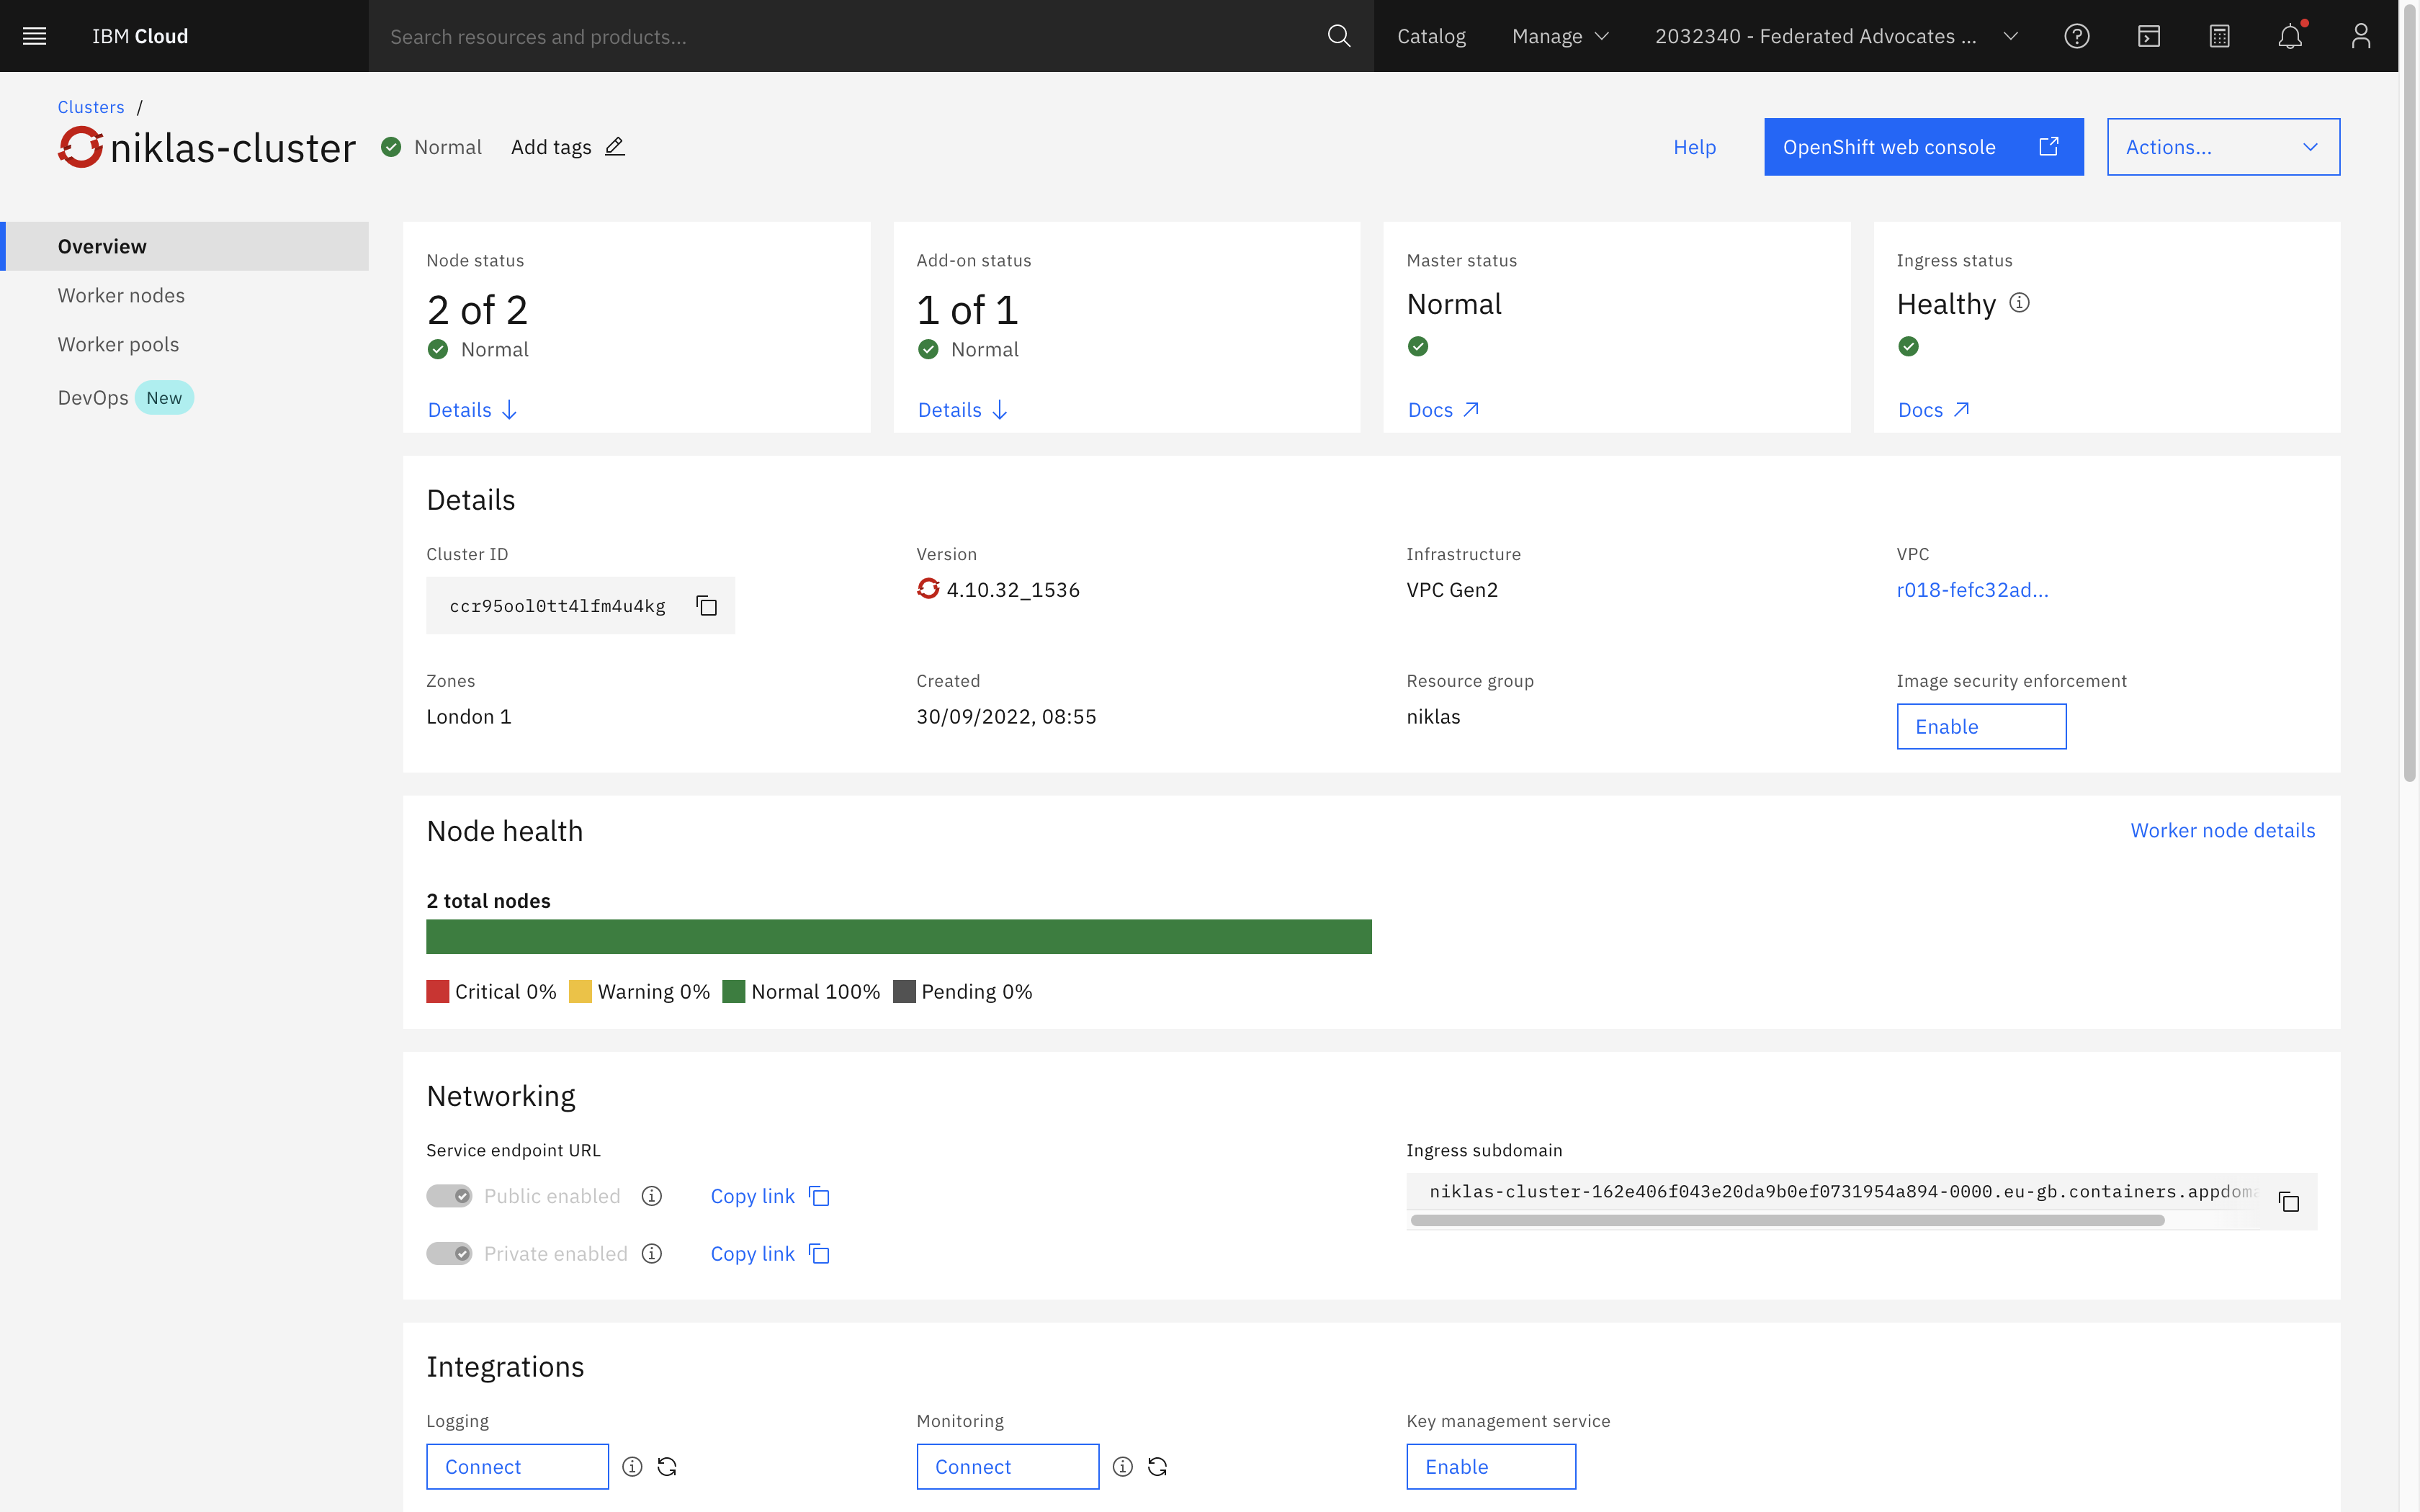 IBM Cloud
Search resources and products...
Catalog
Manage
2032340 - Federated Advocates ...
Clusters /
niklas-cluster
Normal
Add tags
Help
OpenShift web console
Actions...
Overview
Worker nodes
Worker pools
DevOps New
Node status
2 of 2
Normal
Details
Add-on status
1 of 1
Normal
Details
Master status
Normal
Docs
Ingress status
Healthy
Docs
Details
Cluster ID
ccr95ool0tt4lfm4u4kg
Version
4.10.32_1536
Infrastructure
VPC Gen2
VPC
r018-fefc32ad...
Zones
London 1
Created
30/09/2022, 08:55
Resource group
niklas
Image security enforcement
Enable
Node health
Worker node details
2 total nodes
Critical 0% Warning 0% Normal 100% Pending 0%
Networking
Service endpoint URL
Public enabled
Copy link
Private enabled
Copy link
Ingress subdomain
niklas-cluster-162e406f043e20da9b0ef0731954a894-0000.eu-gb.containers.appdoma
Integrations
Logging
Connect
Monitoring
Connect
Key management service
Enable